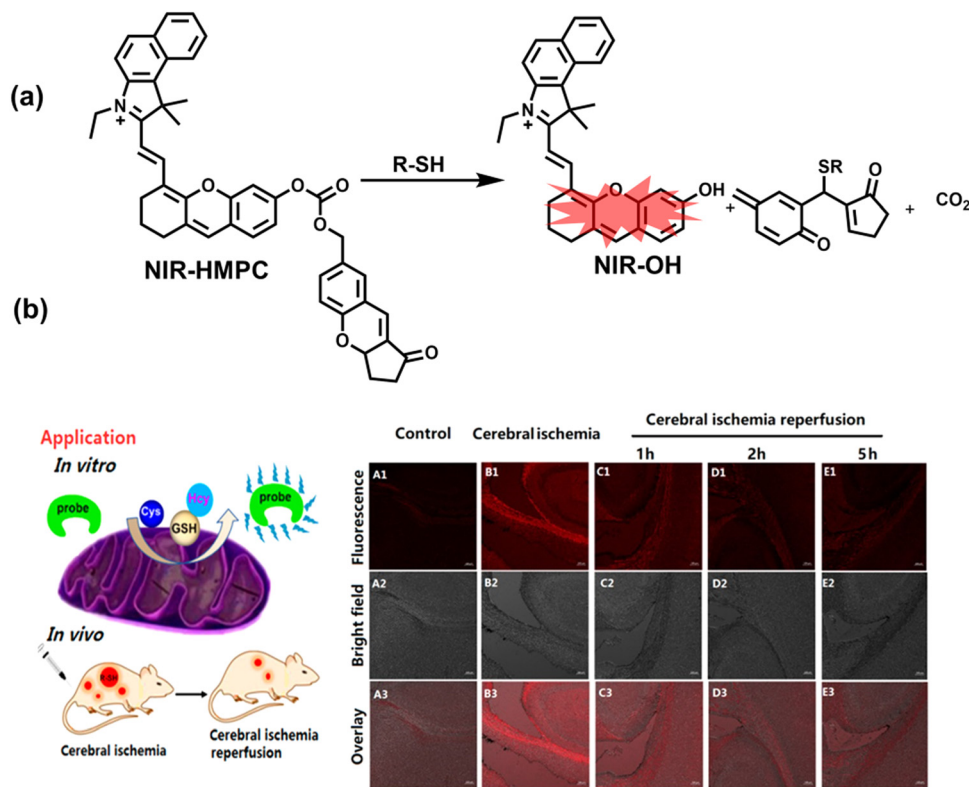 (a)
N
+
O
O
O
O
NIR-HMPC
O
O
R-SH
N
+
O
OH
NIR-OH
+
SR
O
O
+
CO2
(b)
Application
In vitro
probe
Cys
Hcy
GSH
probe
In vivo
R-SH
Cerebral ischemia
Cerebral ischemia
reperfusion
Control
Cerebral ischemia
Cerebral ischemia reperfusion
1h
2h
5h
Fluorescence
A1
B1
C1
D1
E1
Bright field
A2
B2
C2
D2
E2
Overlay
A3
B3
C3
D3
E3